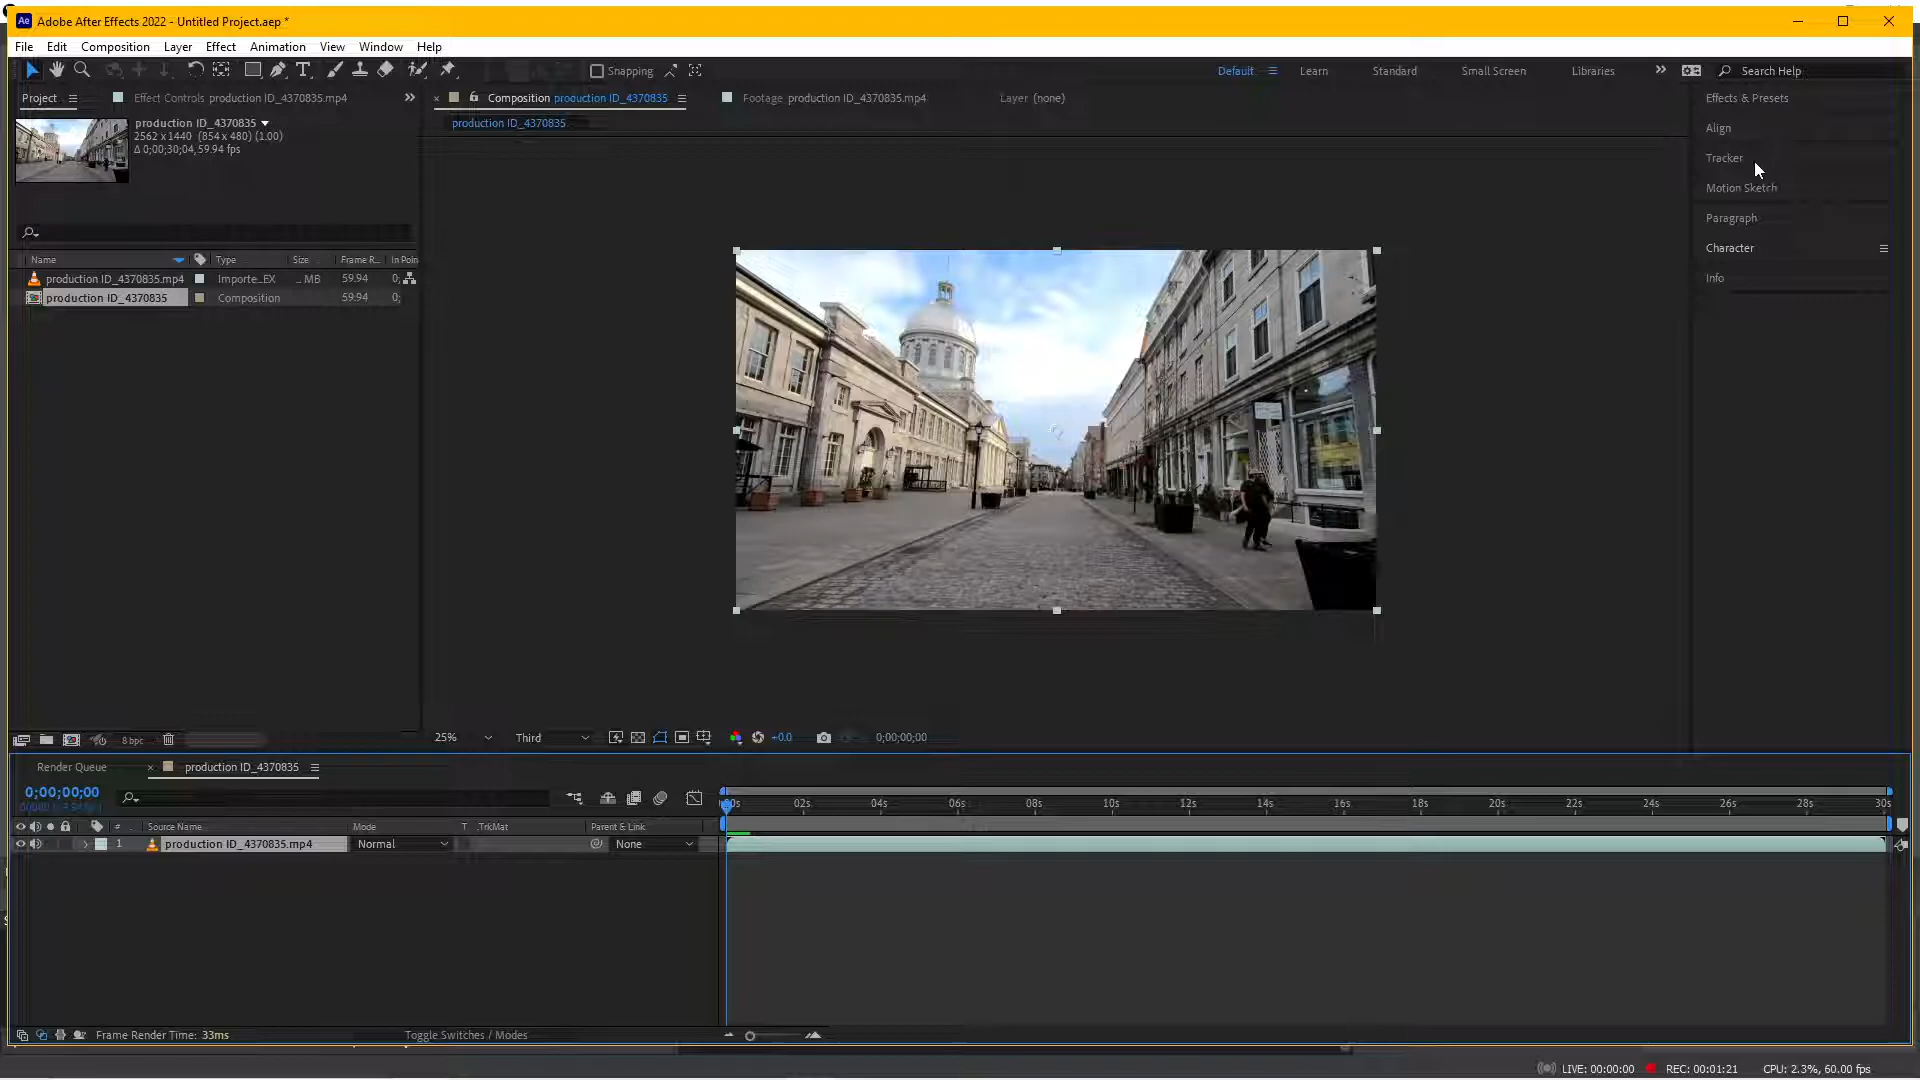 Adobe After Effects 2022 - Untitled Project.aep *
File Edit Composition Layer Effect Animation View Window Help
Snapping
Default Learn Standard Small Screen Libraries Search Help
Project Effect Controls production ID_4370835.mp4
Composition production ID_4370835 Footage production ID_4370835.mp4 Layer (none)
production ID_4370835
production ID_4370835
2562 x 1440 (854 x 480) (1.00)
Δ 0;00;30;04, 59.94 fps
Effects & Presets
Align
Tracker
Motion Sketch
Paragraph
Character
Info
Name Type Size Frame R... In Poin
production ID_4370835.mp4 Importe...EX ... MB 59.94 0;
production ID_4370835 Composition 59.94 0;
8 bpc
25% Third +0.0 0;00;00;00
Render Queue production ID_4370835
0;00;00;00
02s 04s 06s 08s 10s 12s 14s 16s 18s 20s 22s 24s 26s 28s 30s
# Source Name Mode T .TrkMat Parent & Link
1 production ID_4370835.mp4 Normal None
Frame Render Time: 33ms Toggle Switches / Modes
LIVE: 00:00:00 REC: 00:01:21 CPU: 2.3%, 60.00 fps